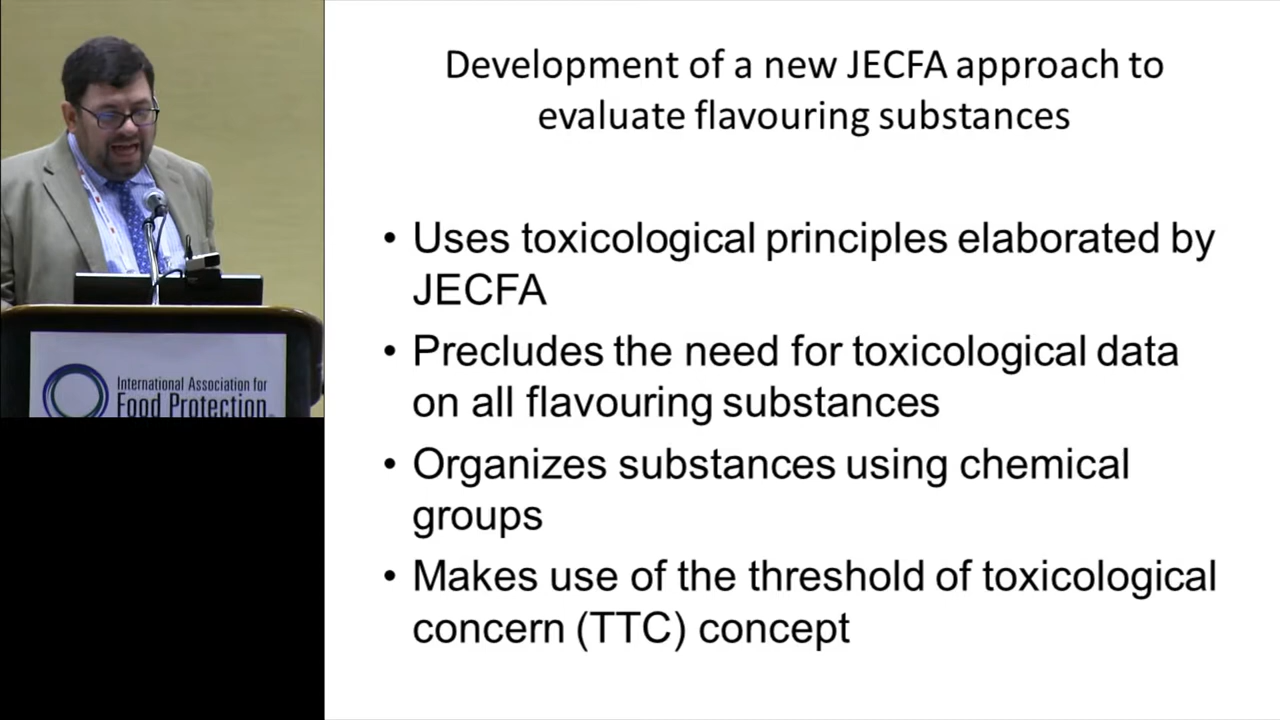 Development of a new JECFA approach to
evaluate flavouring substances
• Uses toxicological principles elaborated by
JECFA
• Precludes the need for toxicological data
on all flavouring substances
• Organizes substances using chemical
groups
• Makes use of the threshold of toxicological
concern (TTC) concept
International Association for
Food Protection